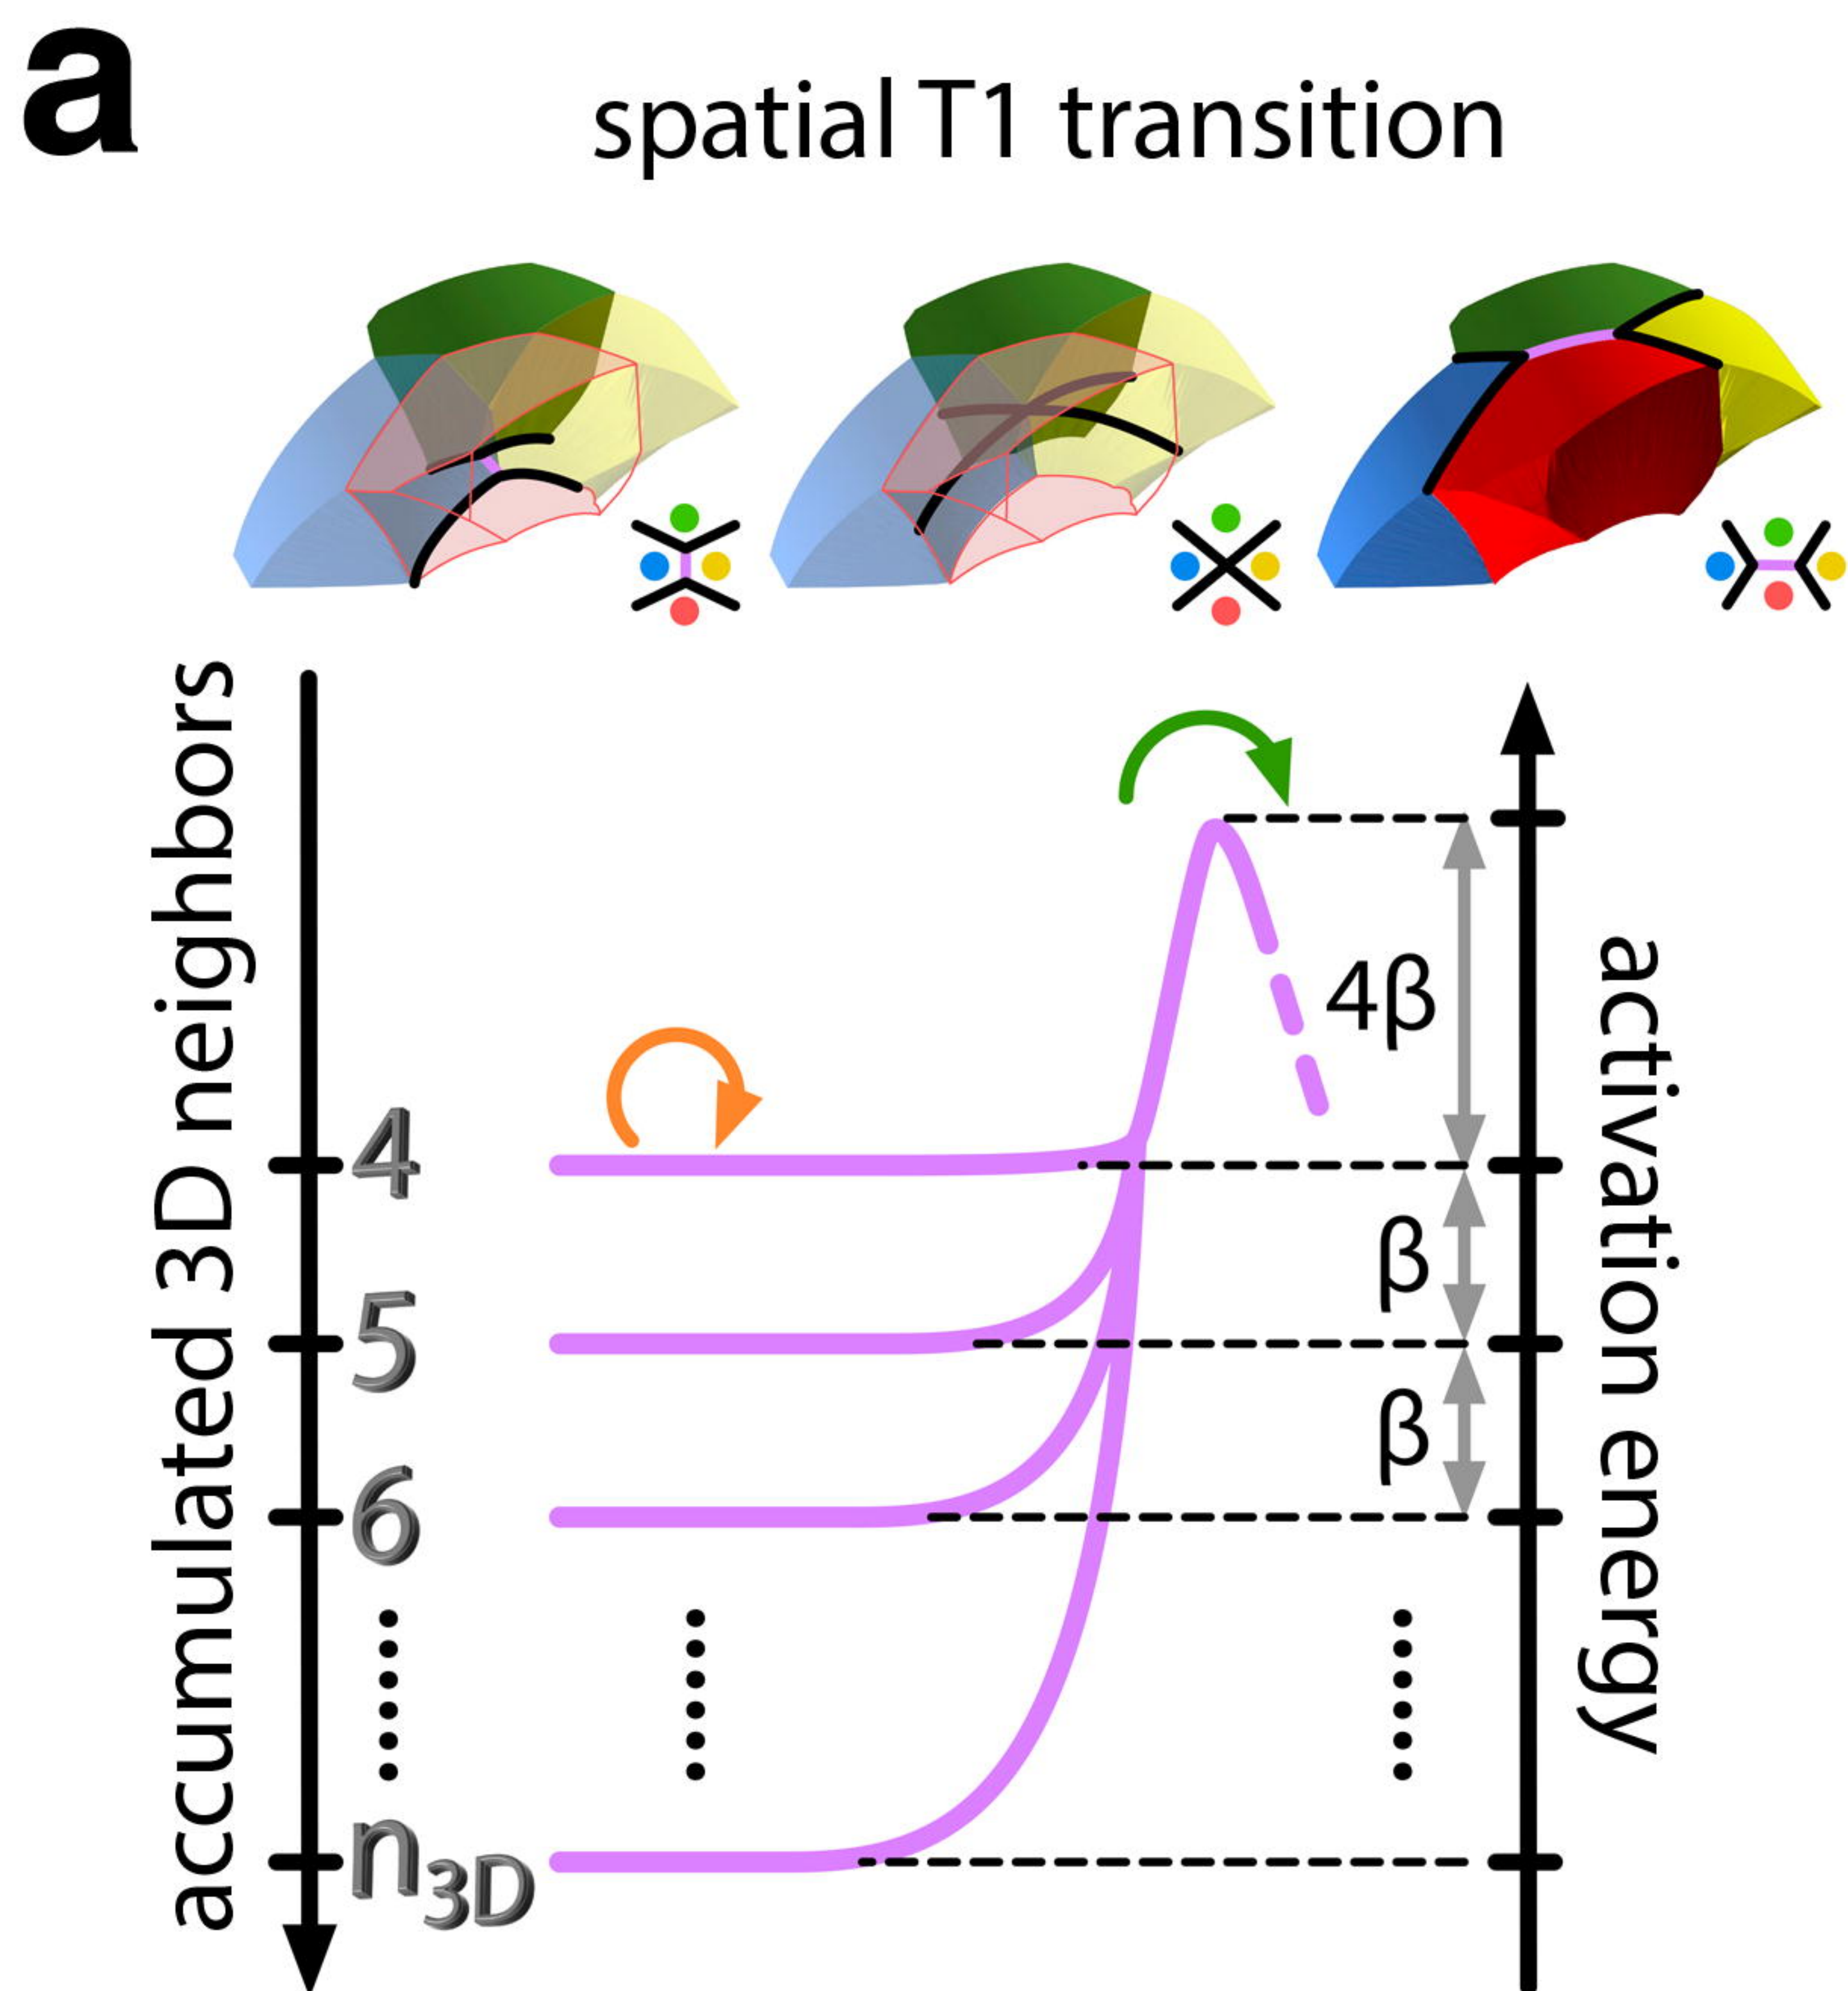 a
spatial T1 transition
accumulated 3D neighbors
4
5
6
n3D
4β
β
β
activation energy